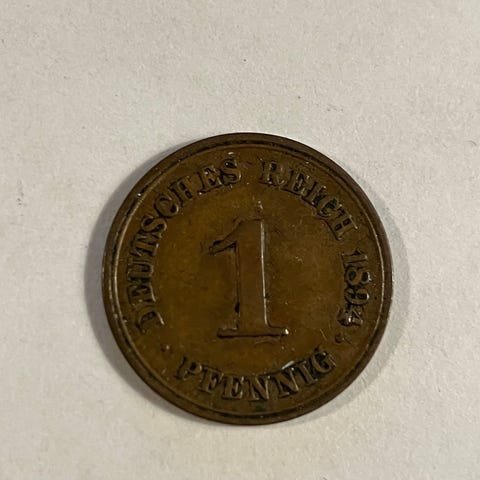 DEUTSCHES REICH 1894.
1
PFENNIG